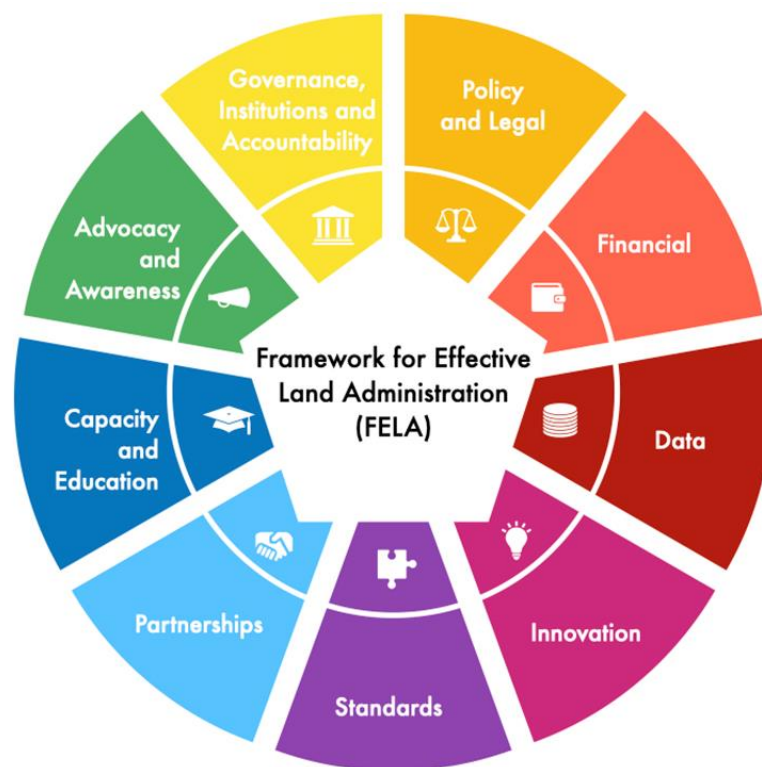 Governance,
Institutions and
Accountability
Policy
and Legal
Financial
Data
Innovation
Standards
Partnerships
Capacity
and
Education
Advocacy
and
Awareness
Framework for Effective
Land Administration
(FELA)